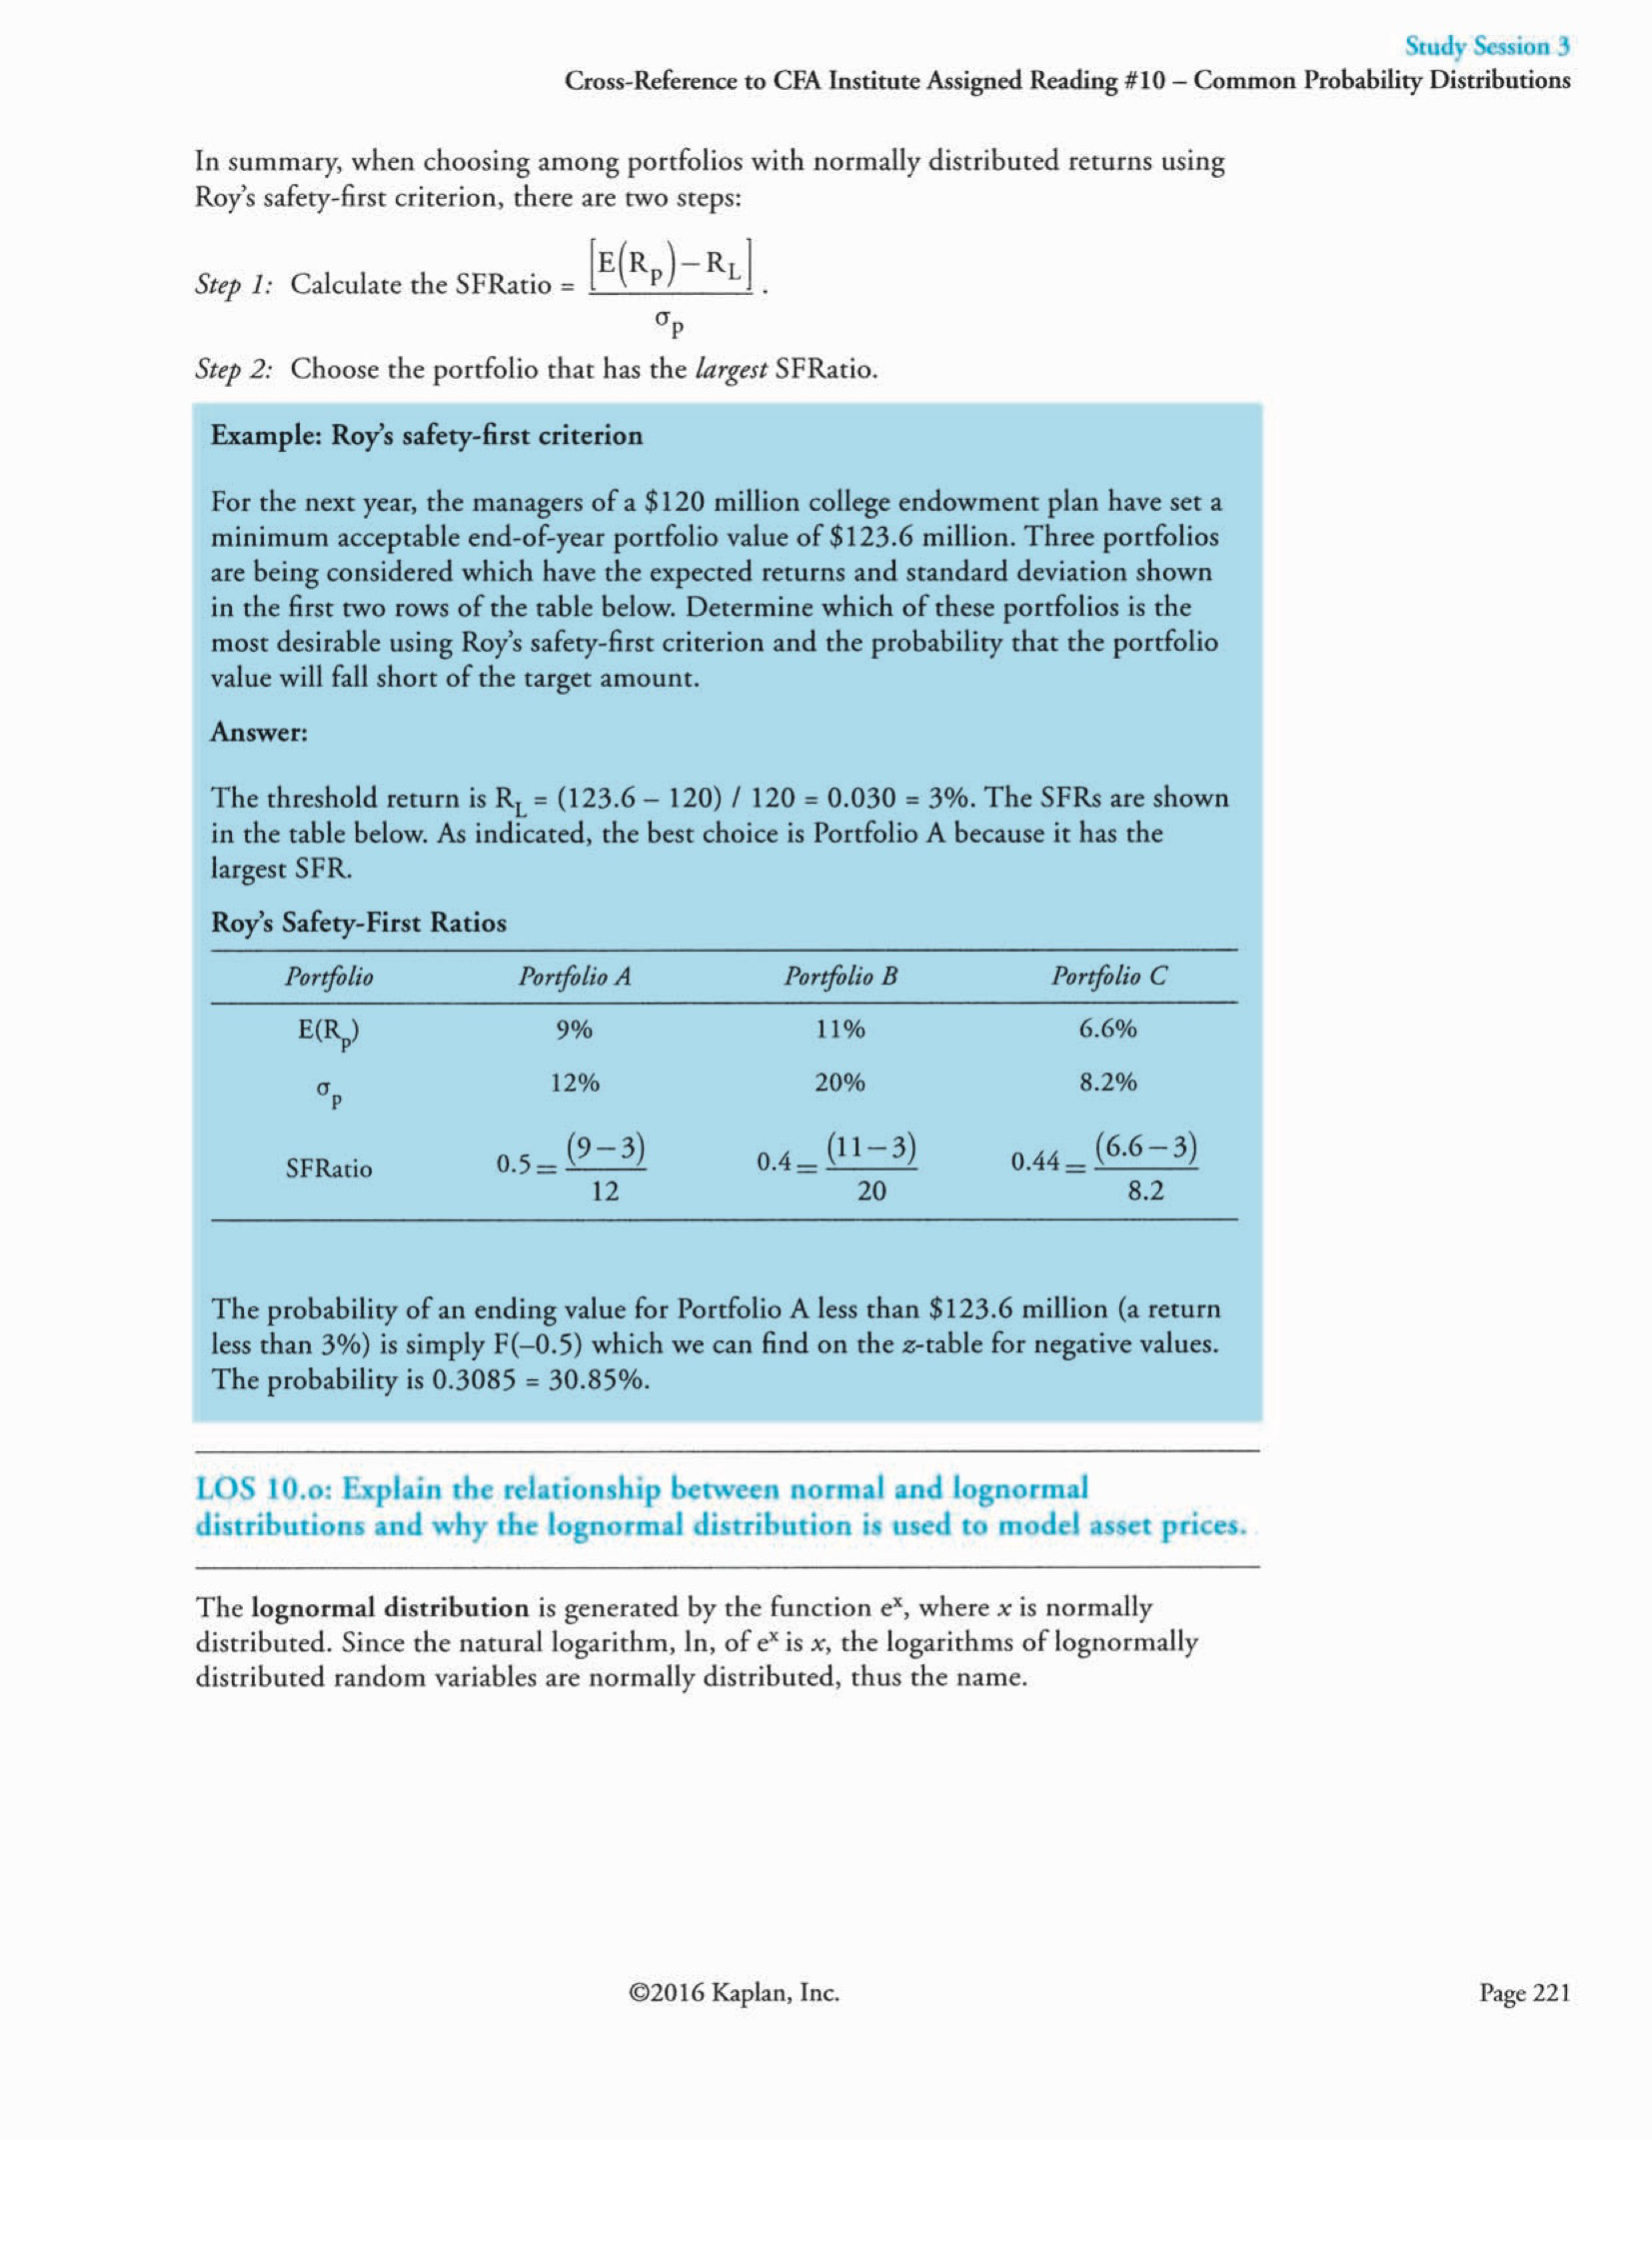 Study Session 3
Cross-Reference to CFA Institute Assigned Reading #10 – Common Probability Distributions
In summary, when choosing among portfolios with normally distributed returns using
Roy's safety-first criterion, there are two steps:
Step 1: Calculate the SFRatio = [E(Rp) – RL] / σp .
Step 2: Choose the portfolio that has the largest SFRatio.
Example: Roy's safety-first criterion
For the next year, the managers of a $120 million college endowment plan have set a
minimum acceptable end-of-year portfolio value of $123.6 million. Three portfolios
are being considered which have the expected returns and standard deviation shown
in the first two rows of the table below. Determine which of these portfolios is the
most desirable using Roy's safety-first criterion and the probability that the portfolio
value will fall short of the target amount.
Answer:
The threshold return is RL = (123.6 – 120) / 120 = 0.030 = 3%. The SFRs are shown
in the table below. As indicated, the best choice is Portfolio A because it has the
largest SFR.
Roy's Safety-First Ratios
Portfolio Portfolio A Portfolio B Portfolio C
E(Rp) 9% 11% 6.6%
σp 12% 20% 8.2%
SFRatio 0.5 = (9 – 3) / 12 0.4 = (11 – 3) / 20 0.44 = (6.6 – 3) / 8.2
The probability of an ending value for Portfolio A less than $123.6 million (a return
less than 3%) is simply F(–0.5) which we can find on the z-table for negative values.
The probability is 0.3085 = 30.85%.
LOS 10.o: Explain the relationship between normal and lognormal
distributions and why the lognormal distribution is used to model asset prices.
The lognormal distribution is generated by the function eˣ, where x is normally
distributed. Since the natural logarithm, ln, of eˣ is x, the logarithms of lognormally
distributed random variables are normally distributed, thus the name.
©2016 Kaplan, Inc.
Page 221